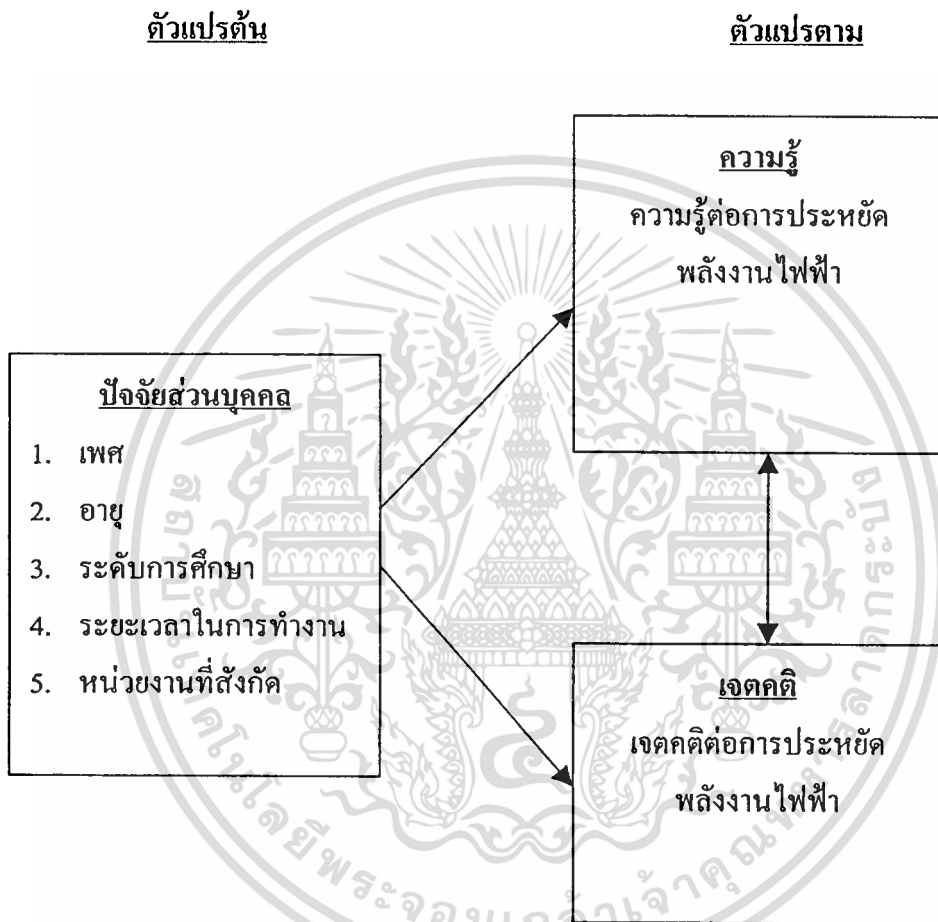 ตัวแปรต้น
ตัวแปรตาม
ความรู้
ความรู้ต่อการประหยัด
พลังงานไฟฟ้า
ปัจจัยส่วนบุคคล
1. เพศ
2. อายุ
3. ระดับการศึกษา
4. ระยะเวลาในการทำงาน
5. หน่วยงานที่สังกัด
เจตคติ
เจตคติต่อการประหยัด
พลังงานไฟฟ้า